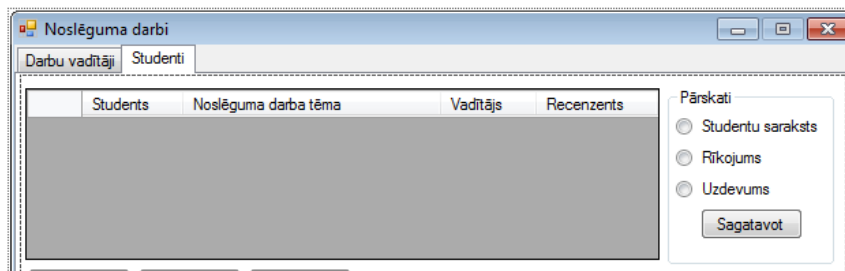 Noslēguma darbi
Darbu vadītāji Studenti
Students Noslēguma darba tēma Vadītājs Recenzents
Pārskati
Studentu saraksts
Rīkojums
Uzdevums
Sagatavot